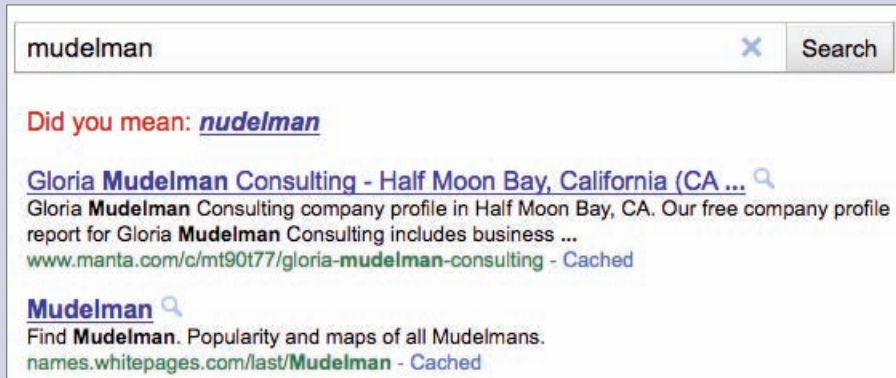 mudelman
Search
Did you mean: nudelman
Gloria Mudelman Consulting - Half Moon Bay, California (CA ...
Gloria Mudelman Consulting company profile in Half Moon Bay, CA. Our free company profile
report for Gloria Mudelman Consulting includes business ...
www.manta.com/c/mt90t77/gloria-mudelman-consulting - Cached
Mudelman
Find Mudelman. Popularity and maps of all Mudelmans.
names.whitepages.com/last/Mudelman - Cached